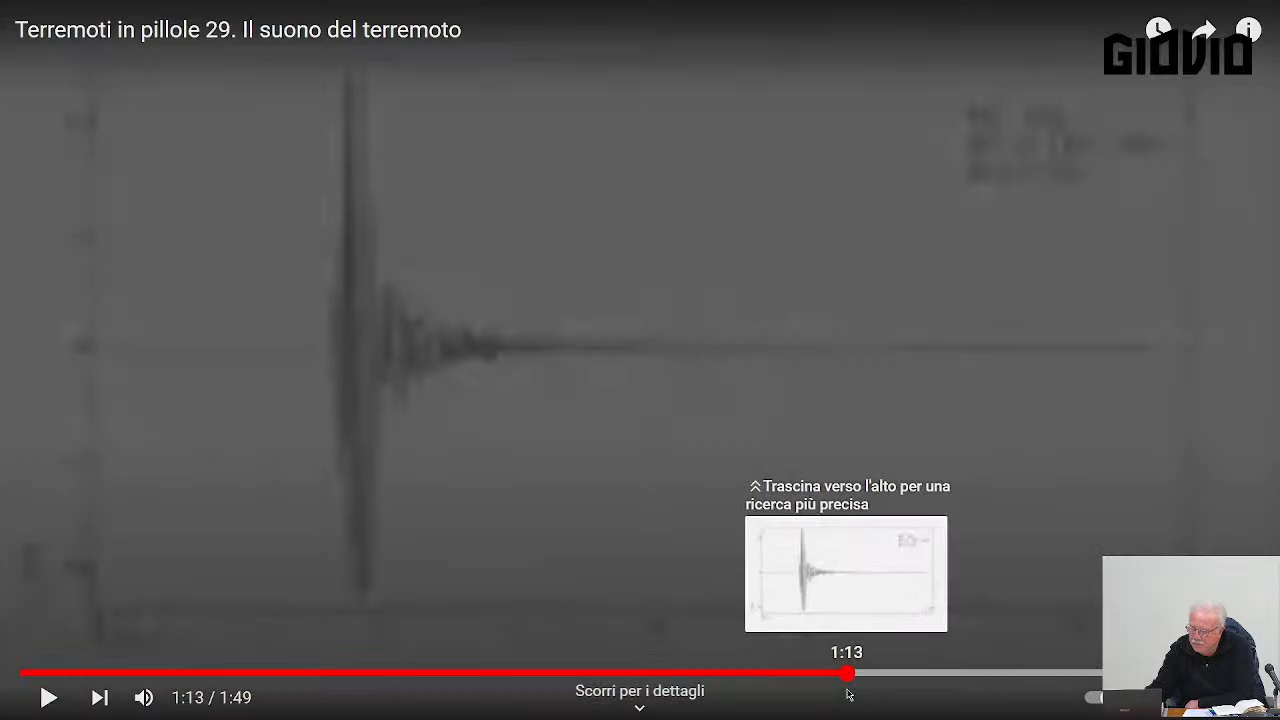 Terremoti in pillole 29. Il suono del terremoto
GIOVIO
Trascina verso l'alto per una
ricerca più precisa
1:13
1:13 / 1:49
Scorri per i dettagli